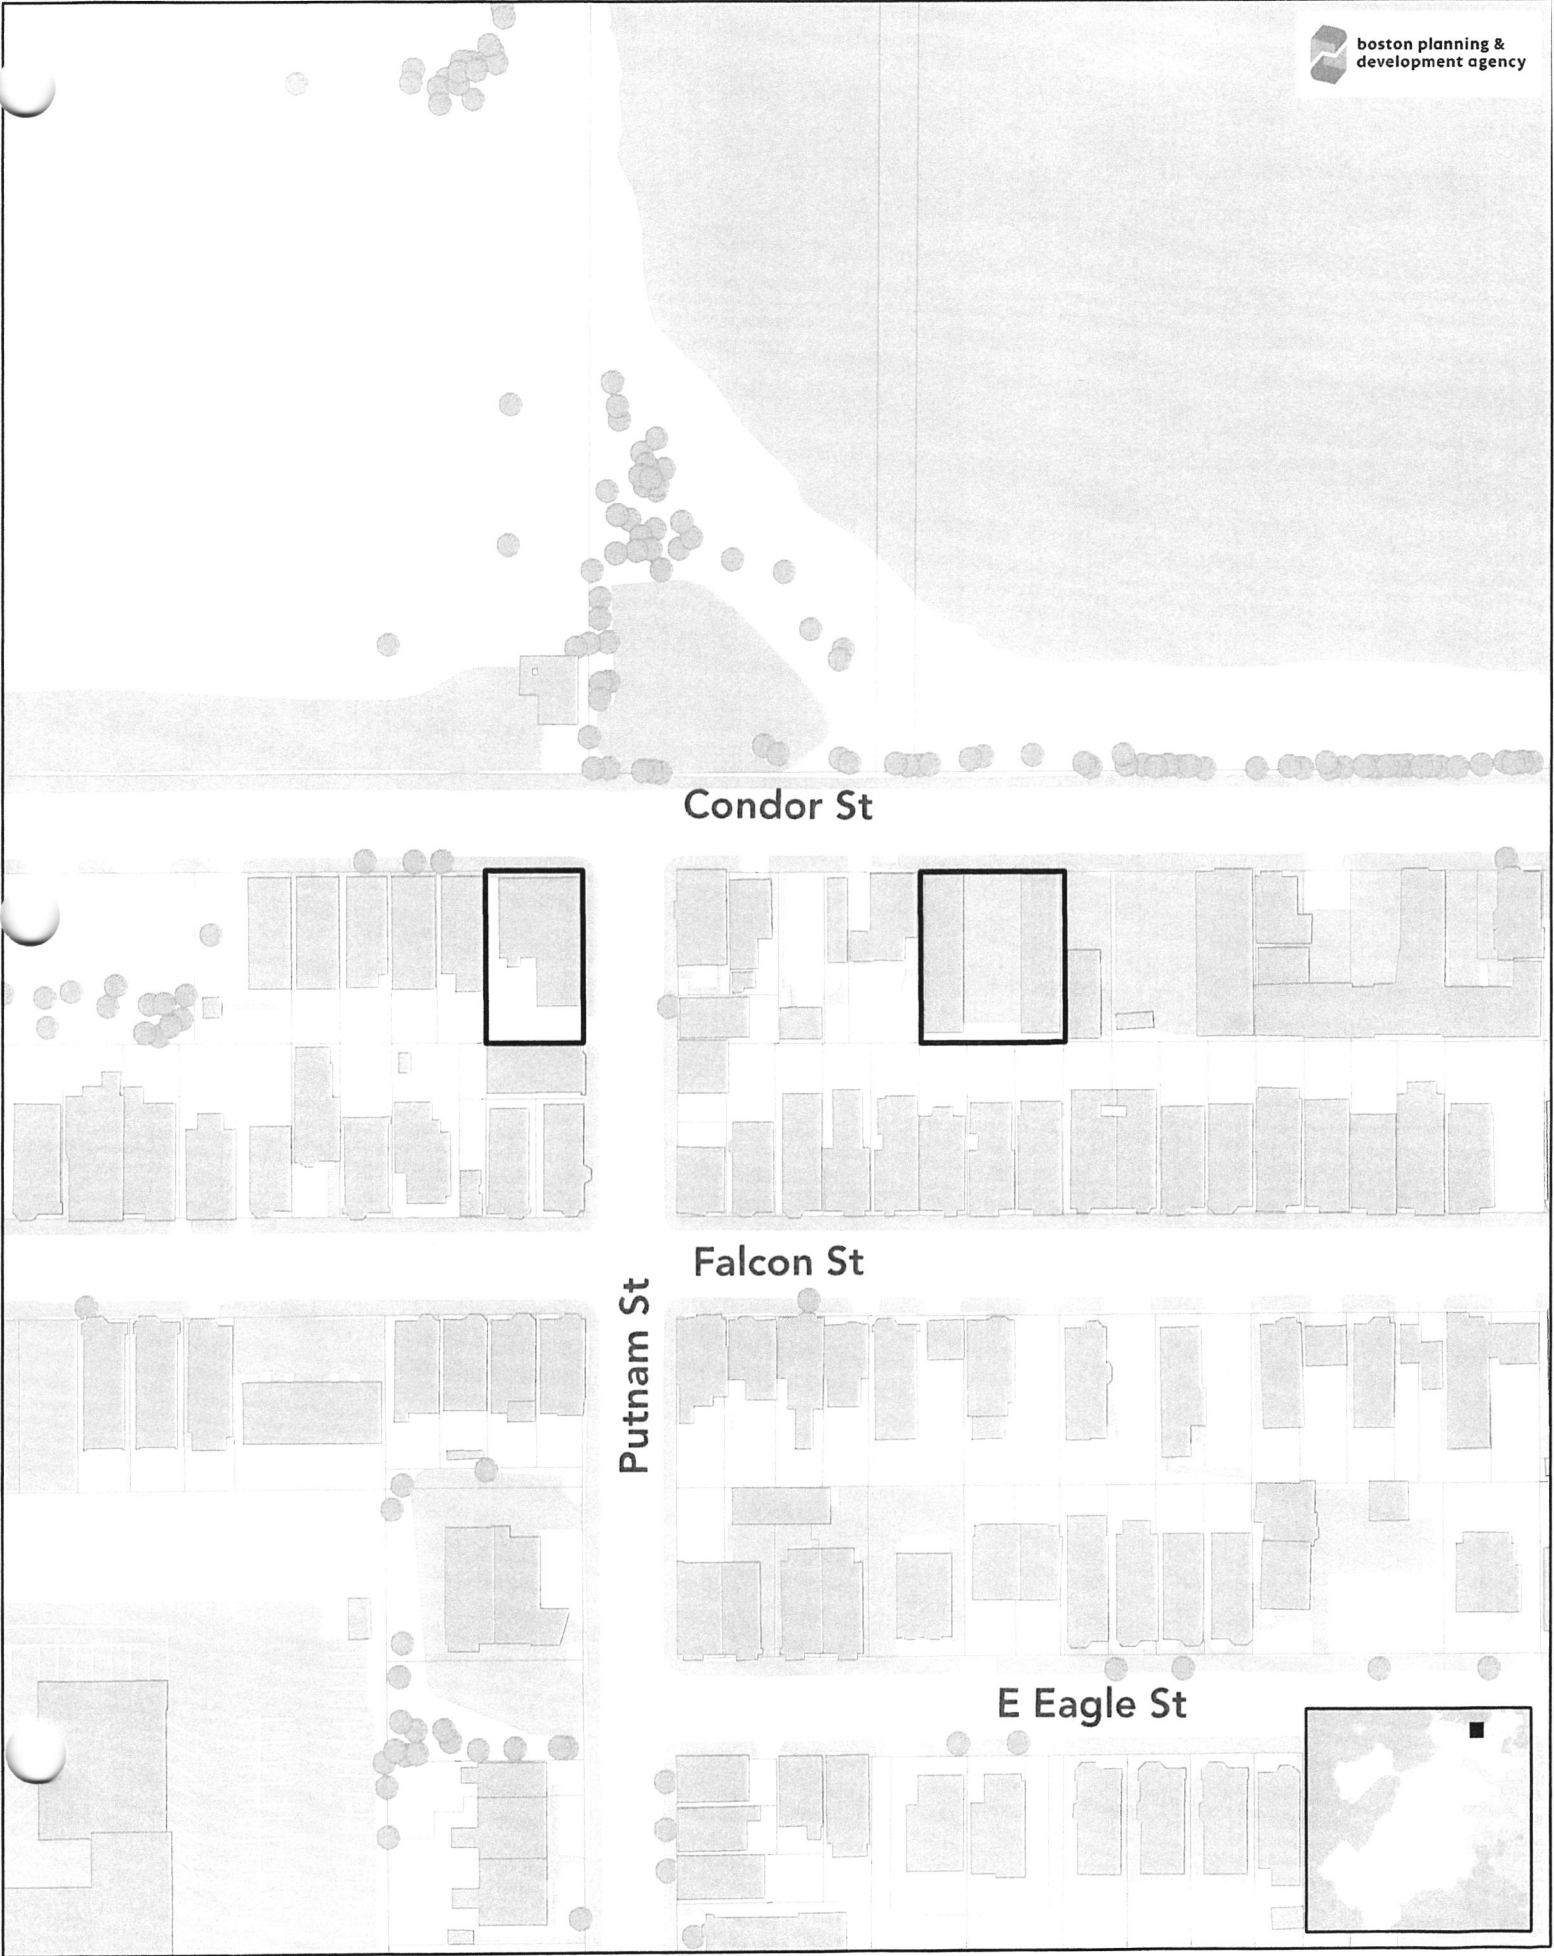 boston planning &
development agency
Condor St
Falcon St
Putnam St
E Eagle St